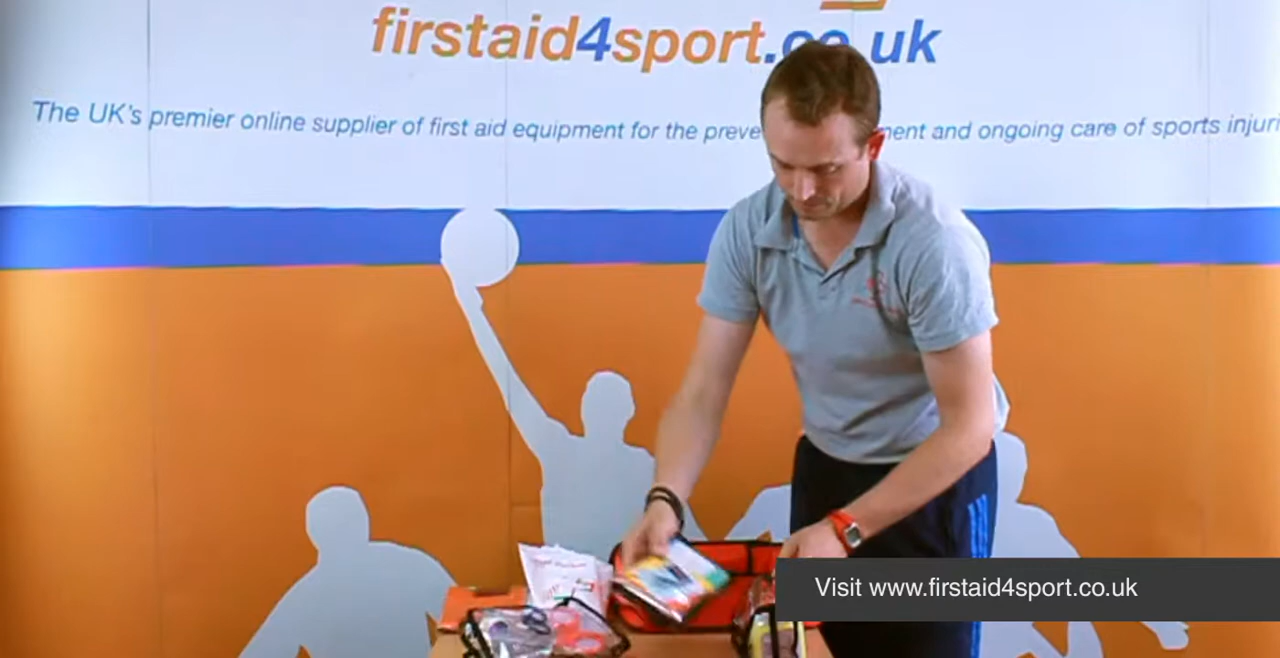 firstaid4sport.co.uk
The UK's premier online supplier of first aid equipment for the preve ment and ongoing care of sports injuri
Visit www.firstaid4sport.co.uk